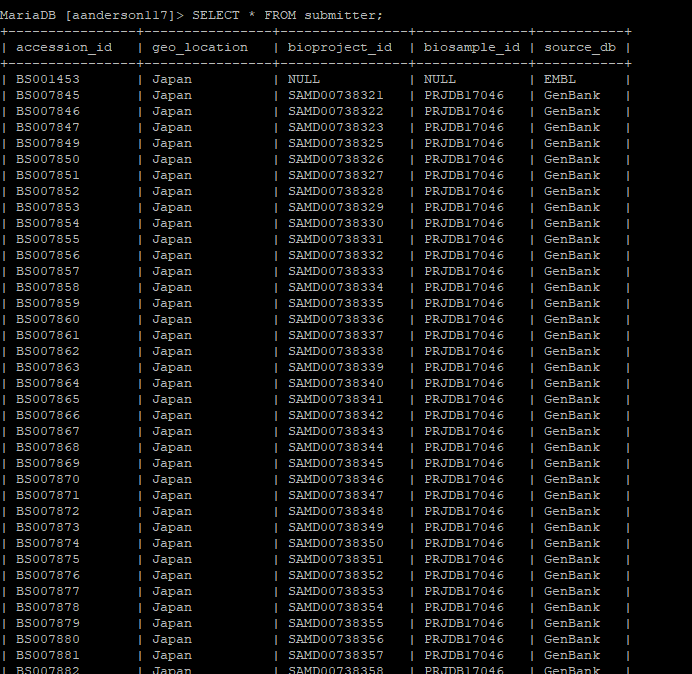 MariaDB [aanderson117]> SELECT * FROM submitter;
+----------------+----------------+----------------+--------------+-----------+
| accession_id | geo_location | bioproject_id | biosample_id | source_db |
+----------------+----------------+----------------+--------------+-----------+
| BS001453 | Japan | NULL | NULL | EMBL |
| BS007845 | Japan | SAMD00738321 | PRJDB17046 | GenBank |
| BS007846 | Japan | SAMD00738322 | PRJDB17046 | GenBank |
| BS007847 | Japan | SAMD00738323 | PRJDB17046 | GenBank |
| BS007849 | Japan | SAMD00738325 | PRJDB17046 | GenBank |
| BS007850 | Japan | SAMD00738326 | PRJDB17046 | GenBank |
| BS007851 | Japan | SAMD00738327 | PRJDB17046 | GenBank |
| BS007852 | Japan | SAMD00738328 | PRJDB17046 | GenBank |
| BS007853 | Japan | SAMD00738329 | PRJDB17046 | GenBank |
| BS007854 | Japan | SAMD00738330 | PRJDB17046 | GenBank |
| BS007855 | Japan | SAMD00738331 | PRJDB17046 | GenBank |
| BS007856 | Japan | SAMD00738332 | PRJDB17046 | GenBank |
| BS007857 | Japan | SAMD00738333 | PRJDB17046 | GenBank |
| BS007858 | Japan | SAMD00738334 | PRJDB17046 | GenBank |
| BS007859 | Japan | SAMD00738335 | PRJDB17046 | GenBank |
| BS007860 | Japan | SAMD00738336 | PRJDB17046 | GenBank |
| BS007861 | Japan | SAMD00738337 | PRJDB17046 | GenBank |
| BS007862 | Japan | SAMD00738338 | PRJDB17046 | GenBank |
| BS007863 | Japan | SAMD00738339 | PRJDB17046 | GenBank |
| BS007864 | Japan | SAMD00738340 | PRJDB17046 | GenBank |
| BS007865 | Japan | SAMD00738341 | PRJDB17046 | GenBank |
| BS007866 | Japan | SAMD00738342 | PRJDB17046 | GenBank |
| BS007867 | Japan | SAMD00738343 | PRJDB17046 | GenBank |
| BS007868 | Japan | SAMD00738344 | PRJDB17046 | GenBank |
| BS007869 | Japan | SAMD00738345 | PRJDB17046 | GenBank |
| BS007870 | Japan | SAMD00738346 | PRJDB17046 | GenBank |
| BS007871 | Japan | SAMD00738347 | PRJDB17046 | GenBank |
| BS007872 | Japan | SAMD00738348 | PRJDB17046 | GenBank |
| BS007873 | Japan | SAMD00738349 | PRJDB17046 | GenBank |
| BS007874 | Japan | SAMD00738350 | PRJDB17046 | GenBank |
| BS007875 | Japan | SAMD00738351 | PRJDB17046 | GenBank |
| BS007876 | Japan | SAMD00738352 | PRJDB17046 | GenBank |
| BS007877 | Japan | SAMD00738353 | PRJDB17046 | GenBank |
| BS007878 | Japan | SAMD00738354 | PRJDB17046 | GenBank |
| BS007879 | Japan | SAMD00738355 | PRJDB17046 | GenBank |
| BS007880 | Japan | SAMD00738356 | PRJDB17046 | GenBank |
| BS007881 | Japan | SAMD00738357 | PRJDB17046 | GenBank |
| BS007882 | Japan | SAMD00738358 | PRJDB17046 | GenBank |